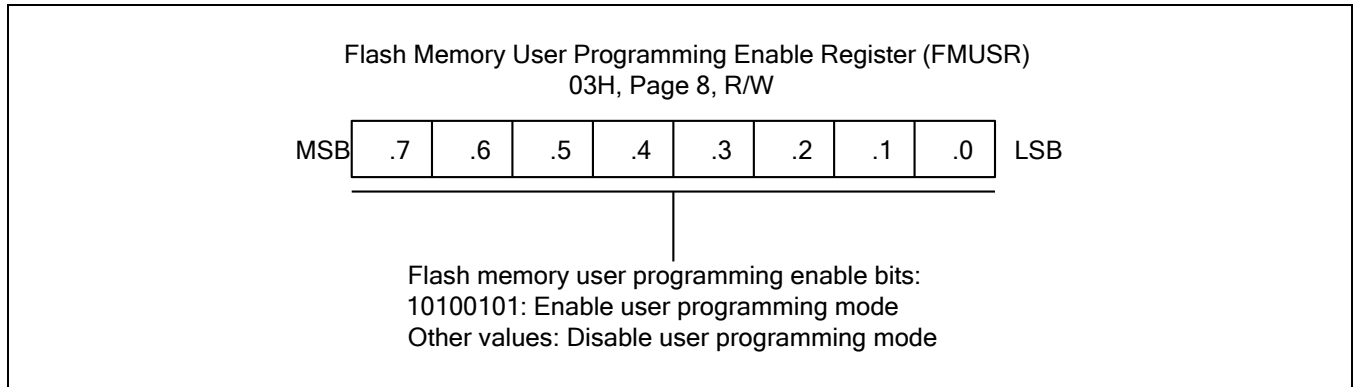 Flash Memory User Programming Enable Register (FMUSR)
03H, Page 8, R/W
MSB .7 .6 .5 .4 .3 .2 .1 .0 LSB
Flash memory user programming enable bits:
10100101: Enable user programming mode
Other values: Disable user programming mode